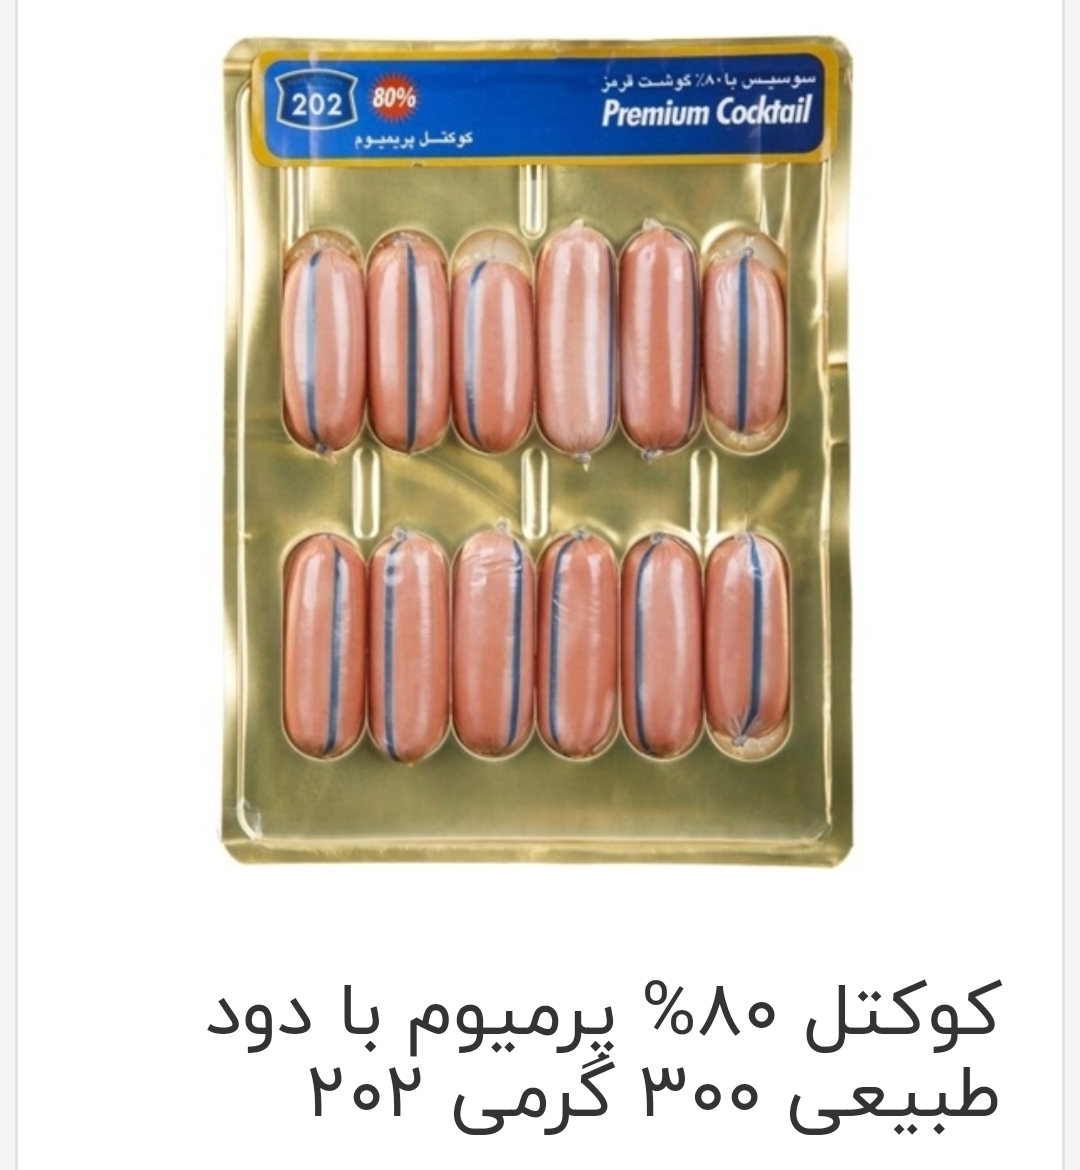 سوسیس با ۸۰٪ گوشت قرمز
Premium Cocktail
80%
202
کوکتل پریمیوم
کوکتل ۸۰% پرمیوم با دود
طبیعی ۳۰۰ گرمی ۲۰۲